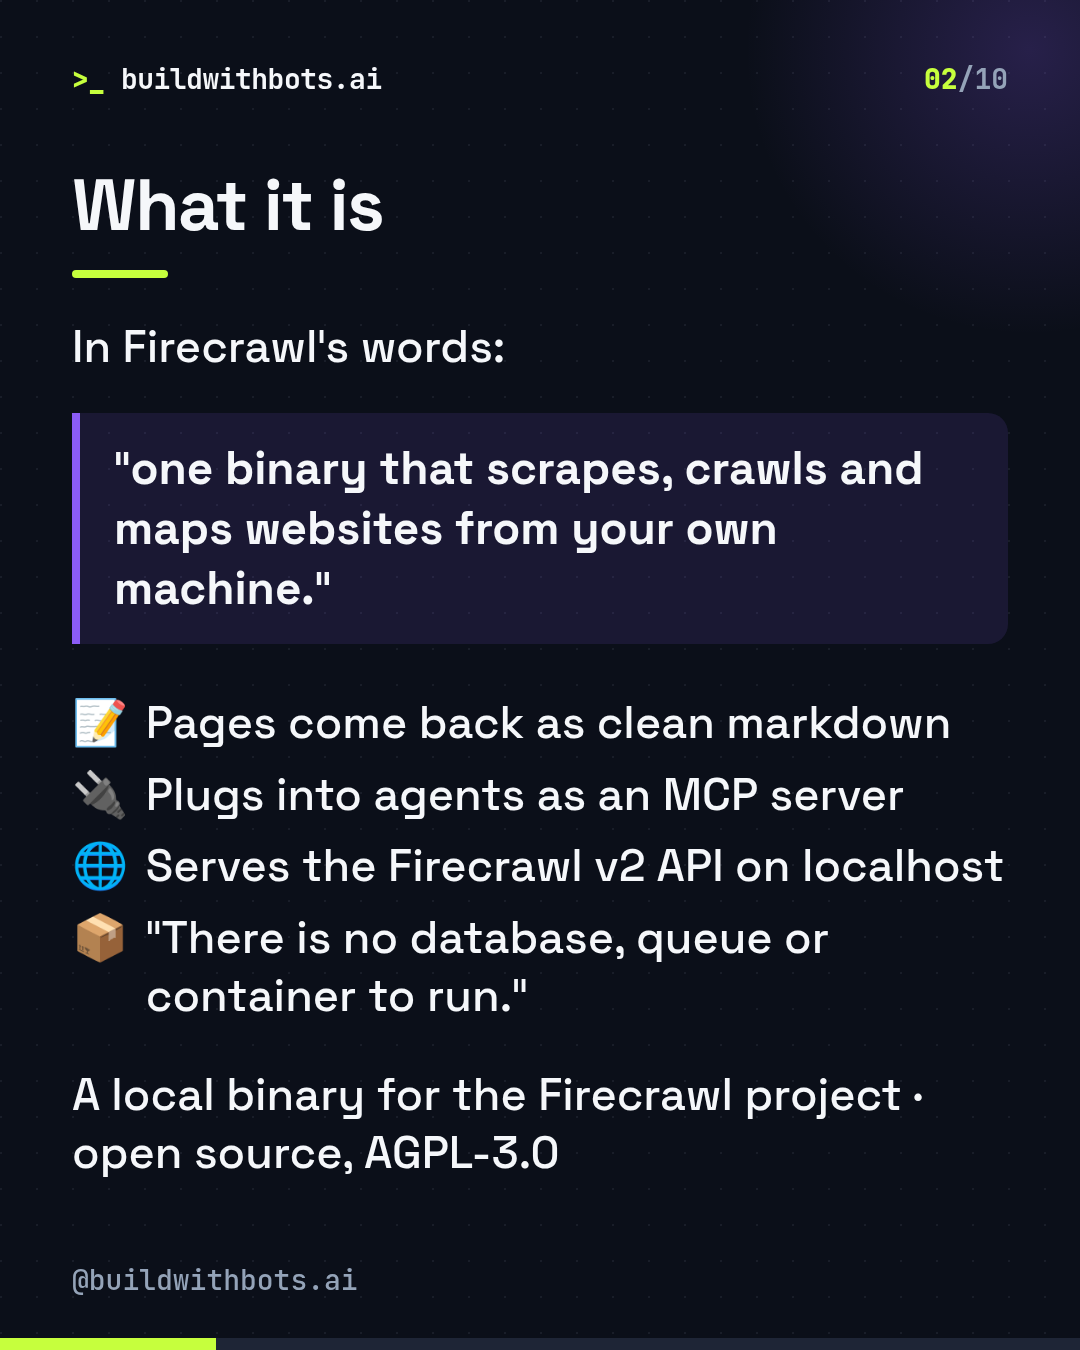 >_ buildwithbots.ai
02/10
What it is
In Firecrawl's words:
"one binary that scrapes, crawls and
maps websites from your own
machine."
📝 Pages come back as clean markdown
🔌 Plugs into agents as an MCP server
🌐 Serves the Firecrawl v2 API on localhost
📦 "There is no database, queue or
container to run."
A local binary for the Firecrawl project ·
open source, AGPL-3.0
@buildwithbots.ai